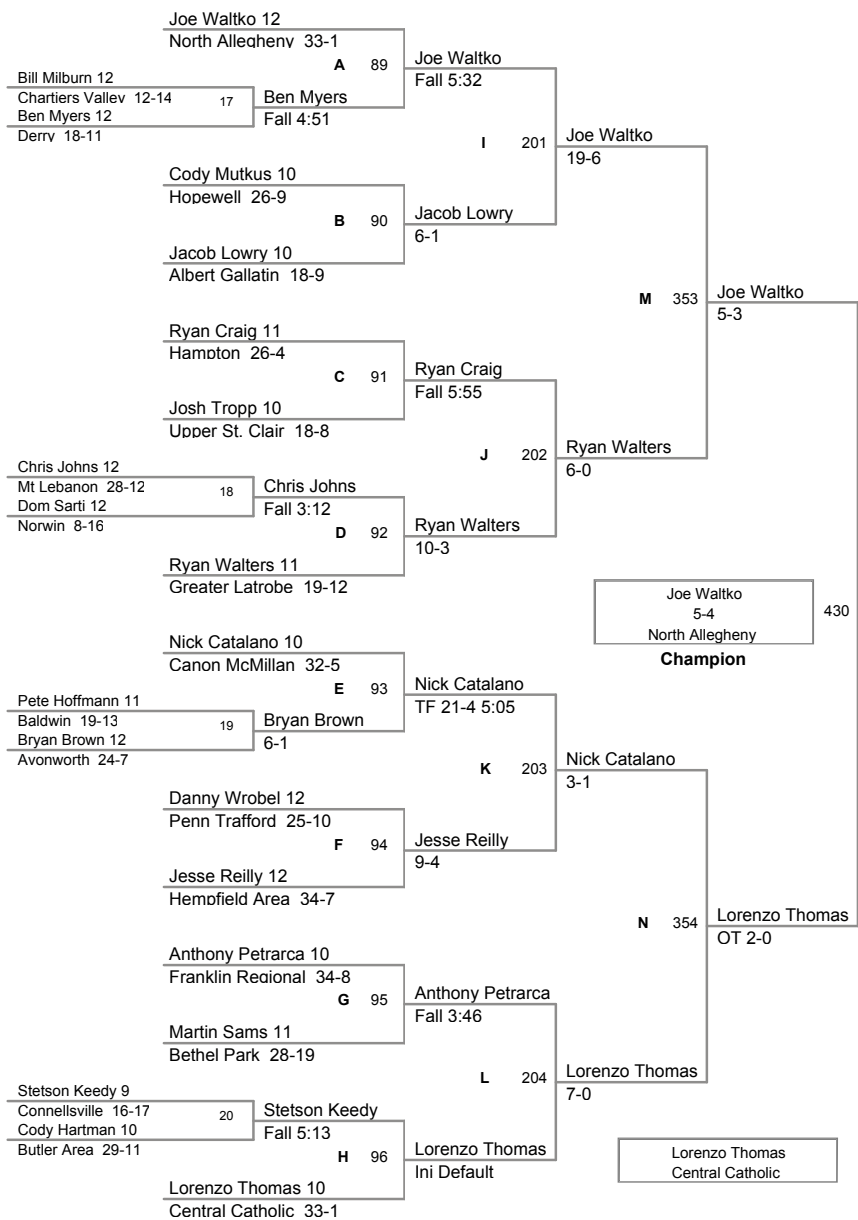 Joe Waltko 12
North Allegheny 33-1
A 89
Joe Waltko
Fall 5:32
Bill Milburn 12
Chartiers Valley 12-14
17
Ben Myers 12
Derry 18-11
Ben Myers
Fall 4:51
I 201
Joe Waltko
19-6
Cody Mutkus 10
Hopewell 26-9
B 90
Jacob Lowry
6-1
Jacob Lowry 10
Albert Gallatin 18-9
M 353
Joe Waltko
5-3
Ryan Craig 11
Hampton 26-4
C 91
Ryan Craig
Fall 5:55
Josh Tropp 10
Upper St. Clair 18-8
J 202
Ryan Walters
6-0
Chris Johns 12
Mt Lebanon 28-12
18
Dom Sarti 12
Norwin 8-16
Chris Johns
Fall 3:12
D 92
Ryan Walters
10-3
Ryan Walters 11
Greater Latrobe 19-12
Joe Waltko
5-4
North Allegheny
430
Champion
Nick Catalano 10
Canon McMillan 32-5
E 93
Nick Catalano
TF 21-4 5:05
Pete Hoffmann 11
Baldwin 19-13
19
Bryan Brown 12
Avonworth 24-7
Bryan Brown
6-1
K 203
Nick Catalano
3-1
Danny Wrobel 12
Penn Trafford 25-10
F 94
Jesse Reilly
9-4
Jesse Reilly 12
Hempfield Area 34-7
N 354
Lorenzo Thomas
OT 2-0
Anthony Petrarca 10
Franklin Regional 34-8
G 95
Anthony Petrarca
Fall 3:46
Martin Sams 11
Bethel Park 28-19
L 204
Lorenzo Thomas
7-0
Stetson Keedy 9
Connellsville 16-17
20
Cody Hartman 10
Butler Area 29-11
Stetson Keedy
Fall 5:13
H 96
Lorenzo Thomas
Inj Default
Lorenzo Thomas 10
Central Catholic 33-1
Lorenzo Thomas
Central Catholic